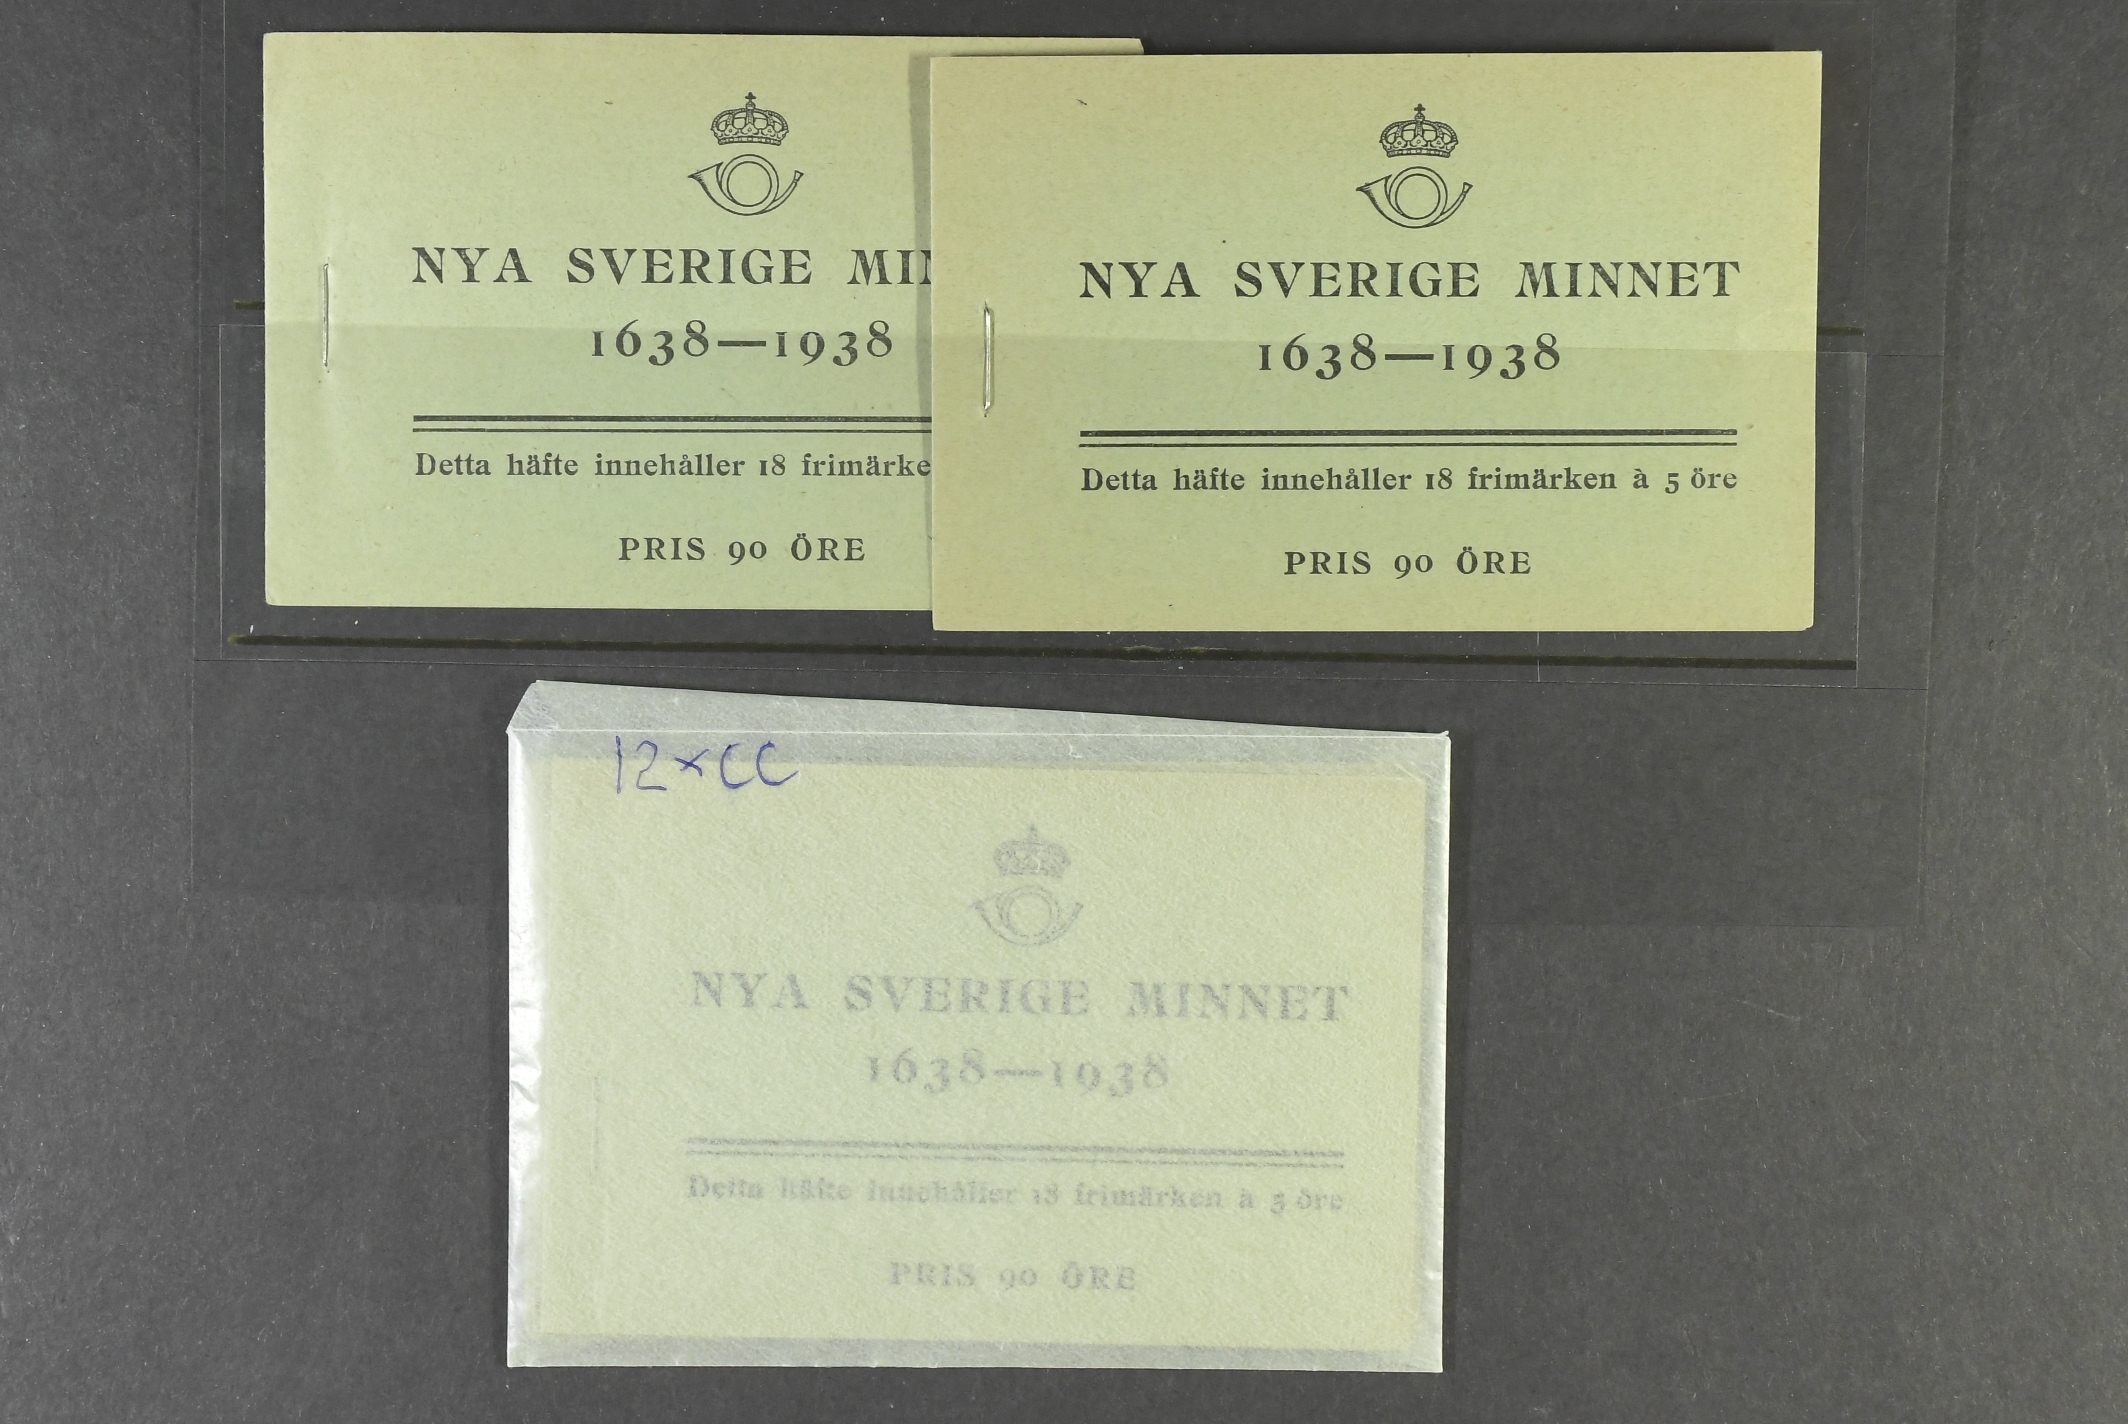 NYA SVERIGE MIN
1638—1938
Detta häfte innehåller 18 frimärke
PRIS 90 ÖRE
NYA SVERIGE MINNET
1638—1938
Detta häfte innehåller 18 frimärken à 5 öre
PRIS 90 ÖRE
12×CC
NYA SVERIGE MINNET
1638—1938
Detta häfte innehåller 18 frimärken à 5 öre
PRIS 90 ÖRE